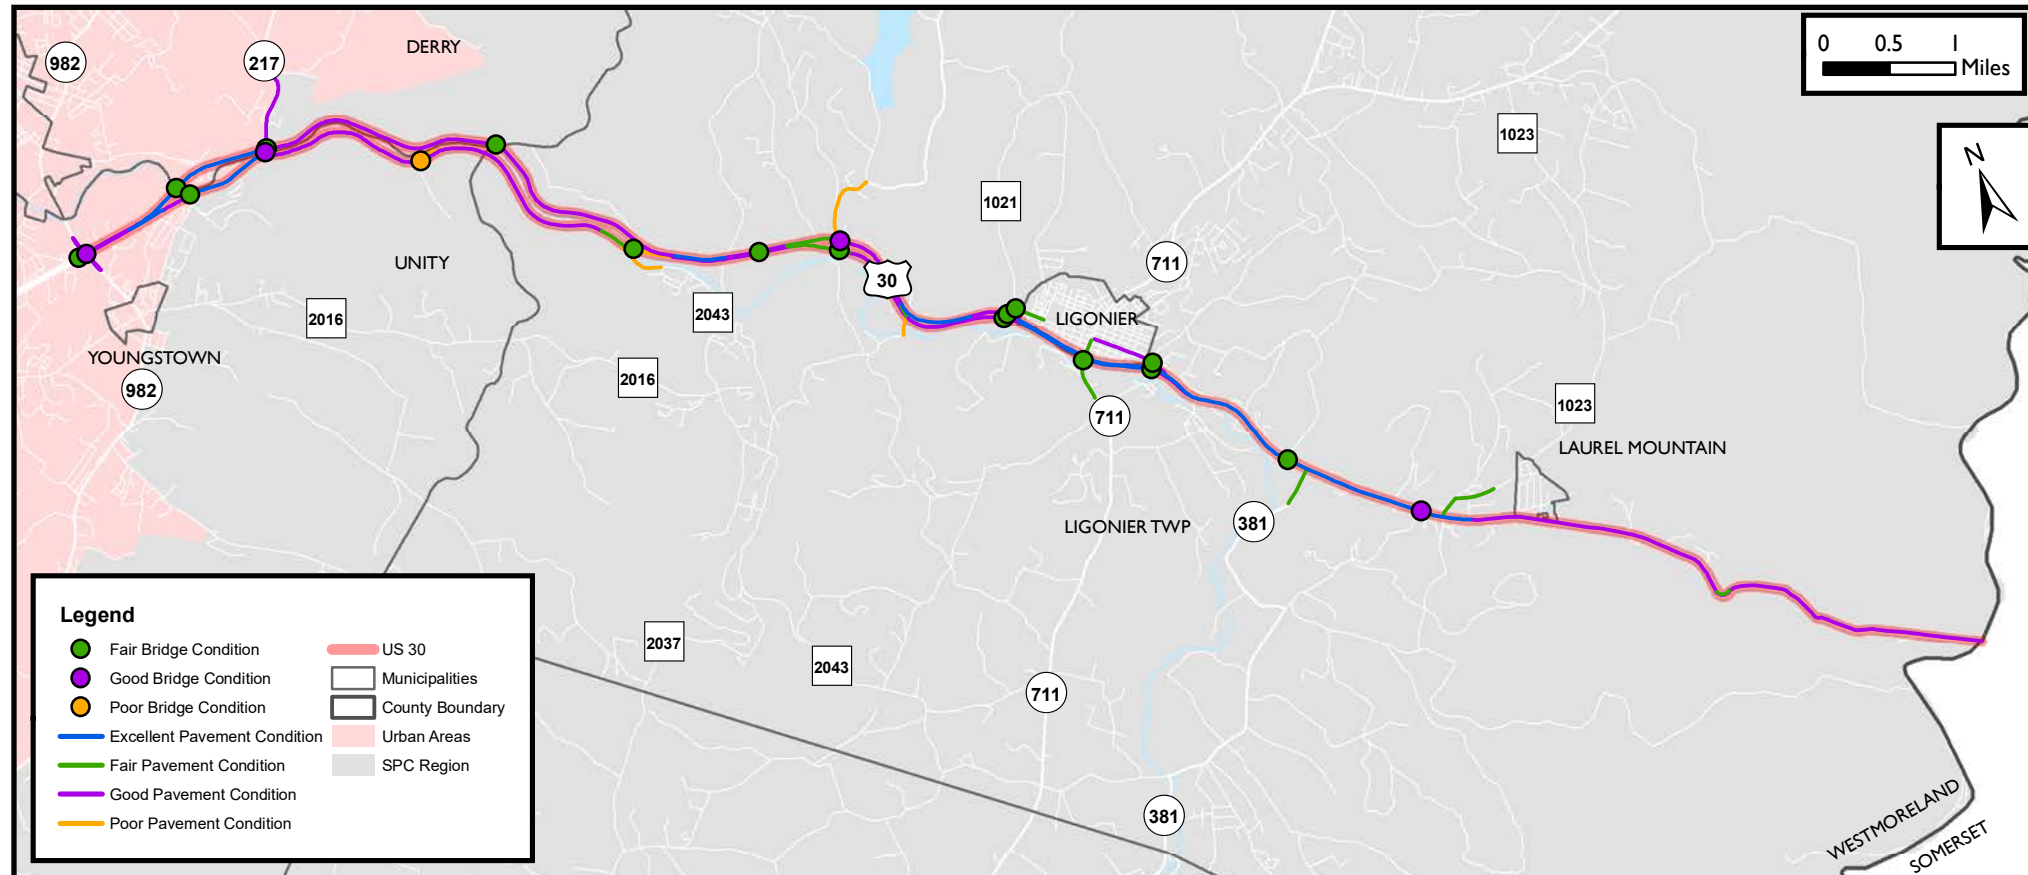 DERRY
982
217
0 0.5 1
Miles
1023
N
1021
711
UNITY
30
2043
2016
LIGONIER
YOUNGSTOWN
2016
982
711
1023
LAUREL MOUNTAIN
381
LIGONIER TWP
Legend
Fair Bridge Condition
Good Bridge Condition
Poor Bridge Condition
Excellent Pavement Condition
Fair Pavement Condition
Good Pavement Condition
Poor Pavement Condition
US 30
Municipalities
County Boundary
Urban Areas
SPC Region
2037
2043
711
381
WESTMORELAND
SOMERSET